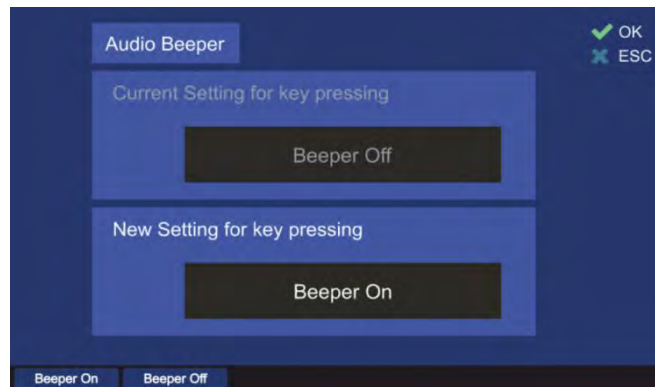 Audio Beeper
OK
ESC
Current Setting for key pressing
Beeper Off
New Setting for key pressing
Beeper On
Beeper On Beeper Off